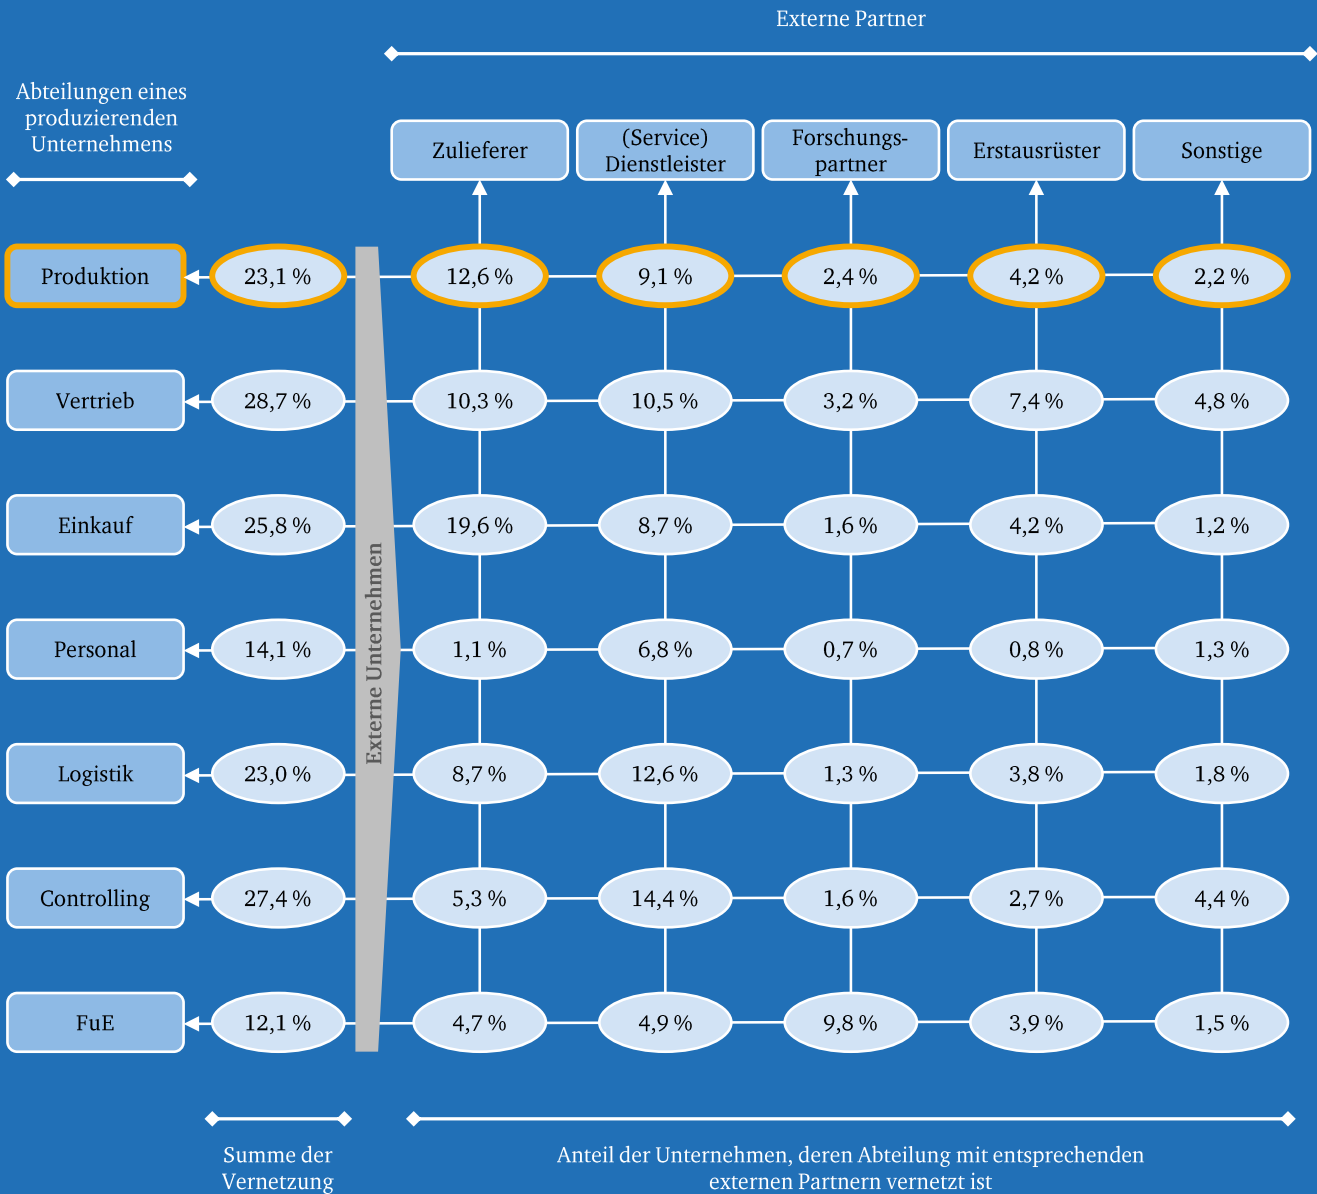 Externe Partner
Abteilungen eines
produzierenden
Unternehmens
Zulieferer
(Service)
Dienstleister
Forschungs-
partner
Erstausrüster
Sonstige
Produktion 23,1 % 12,6 % 9,1 % 2,4 % 4,2 % 2,2 %
Vertrieb 28,7 % 10,3 % 10,5 % 3,2 % 7,4 % 4,8 %
Einkauf 25,8 % 19,6 % 8,7 % 1,6 % 4,2 % 1,2 %
Externe Unternehmen
Personal 14,1 % 1,1 % 6,8 % 0,7 % 0,8 % 1,3 %
Logistik 23,0 % 8,7 % 12,6 % 1,3 % 3,8 % 1,8 %
Controlling 27,4 % 5,3 % 14,4 % 1,6 % 2,7 % 4,4 %
FuE 12,1 % 4,7 % 4,9 % 9,8 % 3,9 % 1,5 %
Summe der
Vernetzung
Anteil der Unternehmen, deren Abteilung mit entsprechenden
externen Partnern vernetzt ist